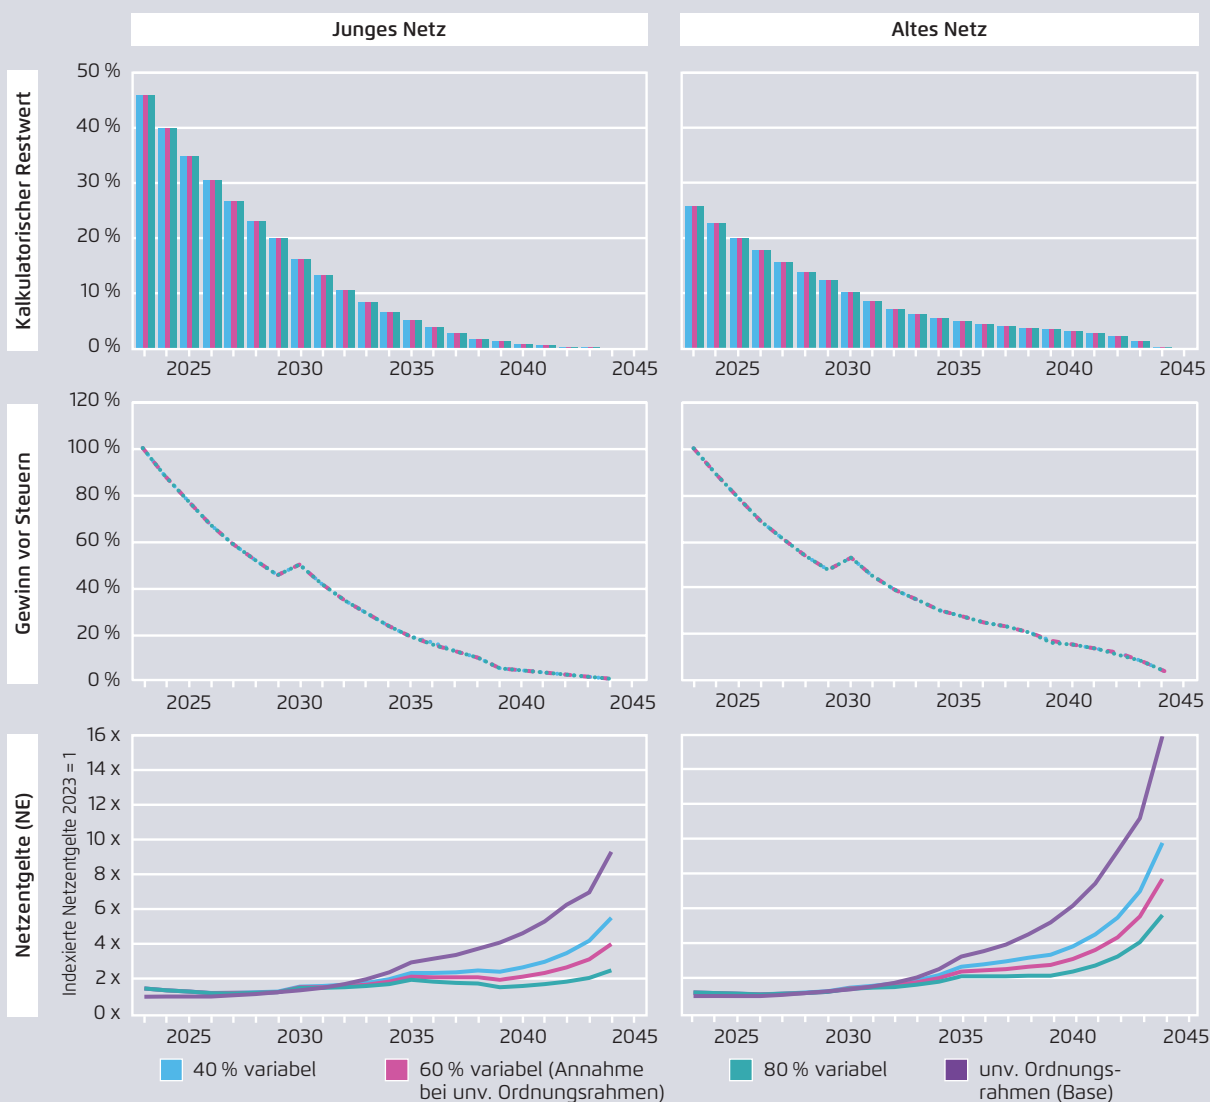 Junges Netz
Altes Netz
Kalkulatorischer Restwert
50 %
40 %
30 %
20 %
10 %
0 %
2025 2030 2035 2040 2045
2025 2030 2035 2040 2045
Gewinn vor Steuern
120 %
100 %
80 %
60 %
40 %
20 %
0 %
2025 2030 2035 2040 2045
2025 2030 2035 2040 2045
Netzentgelte (NE)
Indexierte Netzentgelte 2023 = 1
16 x
14 x
12 x
10 x
8 x
6 x
4 x
2 x
0 x
2025 2030 2035 2040 2045
2025 2030 2035 2040 2045
40 % variabel
60 % variabel (Annahme
bei unv. Ordnungsrahmen)
80 % variabel
unv. Ordnungs-
rahmen (Base)